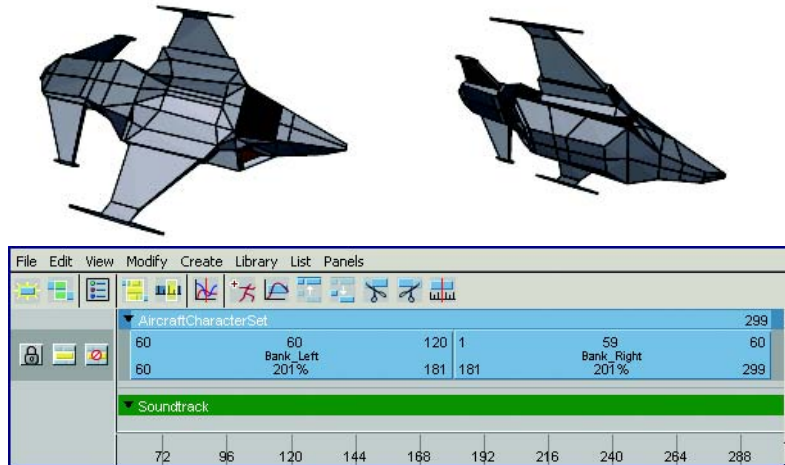 File Edit View Modify Create Library List Panels
AircraftCharacterSet 299
60 60 120 1 59 60
Bank_Left Bank_Right
60 201% 181 181 201% 299
Soundtrack
72 96 120 144 168 192 216 240 264 288